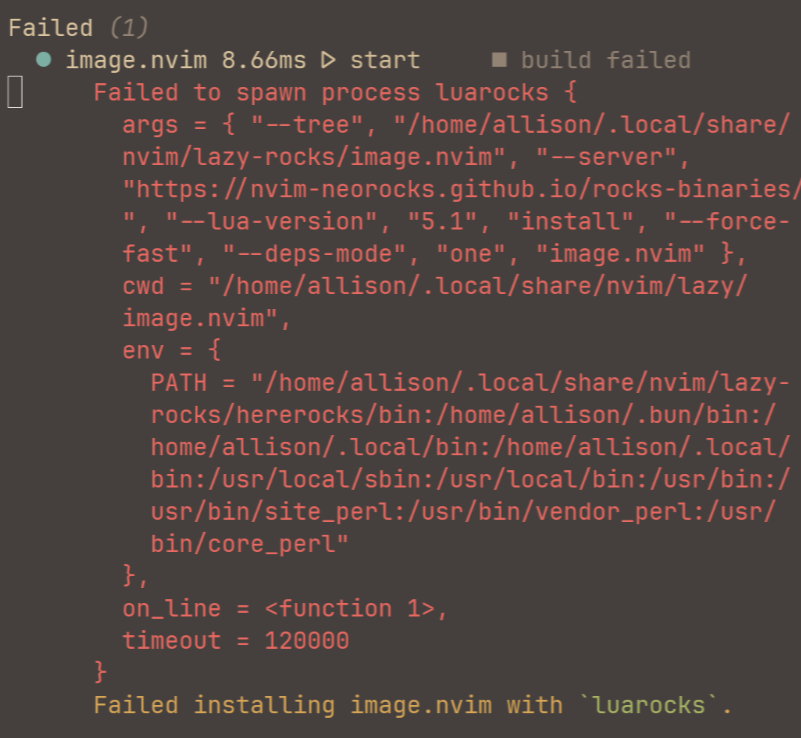 Failed (1)
● image.nvim 8.66ms ▷ start ■ build failed
Failed to spawn process luarocks {
args = { "--tree", "/home/allison/.local/share/
nvim/lazy-rocks/image.nvim", "--server",
"https://nvim-neorocks.github.io/rocks-binaries/
", "--lua-version", "5.1", "install", "--force-
fast", "--deps-mode", "one", "image.nvim" },
cwd = "/home/allison/.local/share/nvim/lazy/
image.nvim",
env = {
PATH = "/home/allison/.local/share/nvim/lazy-
rocks/hererocks/bin:/home/allison/.bun/bin:/
home/allison/.local/bin:/home/allison/.local/
bin:/usr/local/sbin:/usr/local/bin:/usr/bin:/
usr/bin/site_perl:/usr/bin/vendor_perl:/usr/
bin/core_perl"
},
on_line = <function 1>,
timeout = 120000
}
Failed installing image.nvim with `luarocks`.